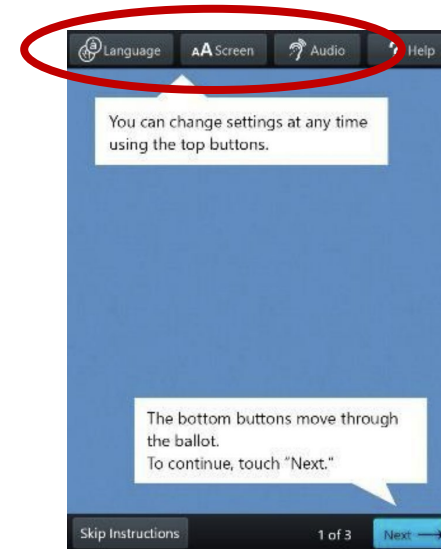 Language AA Screen Audio ? Help
You can change settings at any time
using the top buttons.
The bottom buttons move through
the ballot.
To continue, touch "Next."
Skip Instructions 1 of 3 Next →